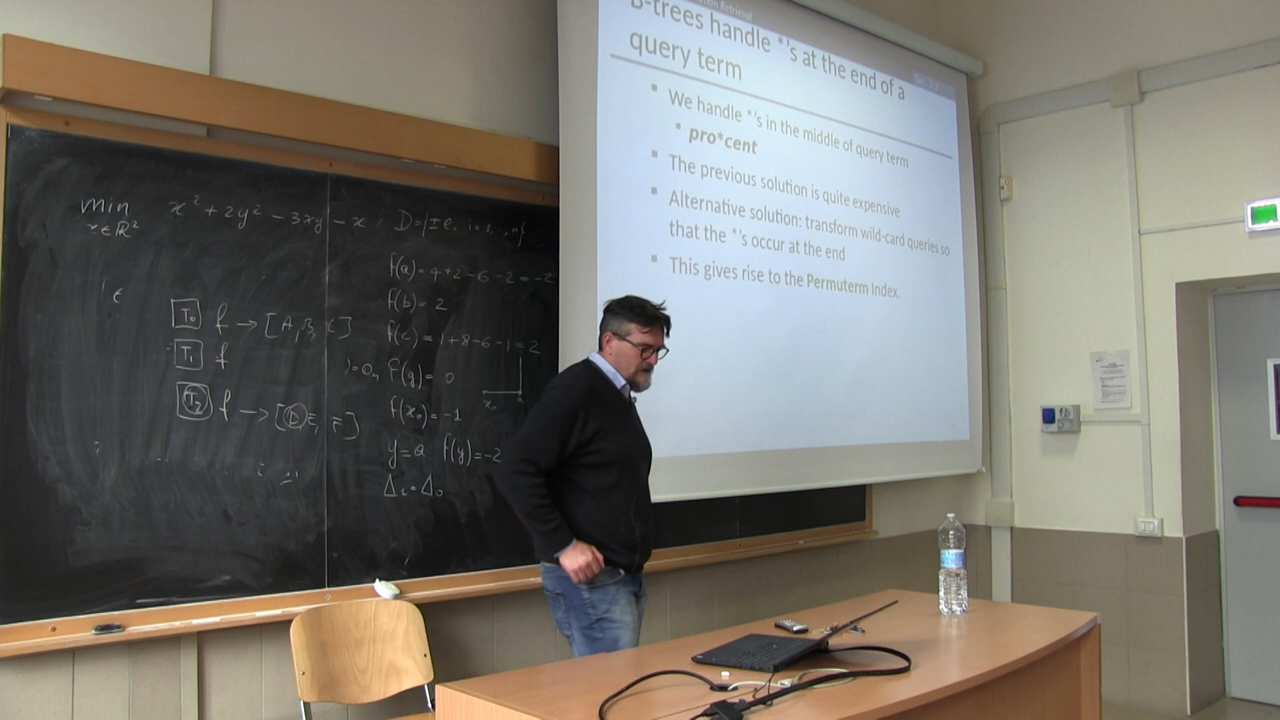 min x² + 2y² - 3xy - x
x∈ℝ²
f(a)=4+2-6-2=-2
f(b)=2
T₀ f → [A, B, C]
f(c)=1+8-6-1=2
T₁ f
f(y)=0
T₂ f → [D, E, F]
x₀
f(x₀)=-1
y=a f(y)=-2
B-trees handle *'s at the end of a
query term
We handle *'s in the middle of query term
pro*cent
The previous solution is quite expensive
Alternative solution: transform wild-card queries so
that the *'s occur at the end
This gives rise to the Permuterm Index.